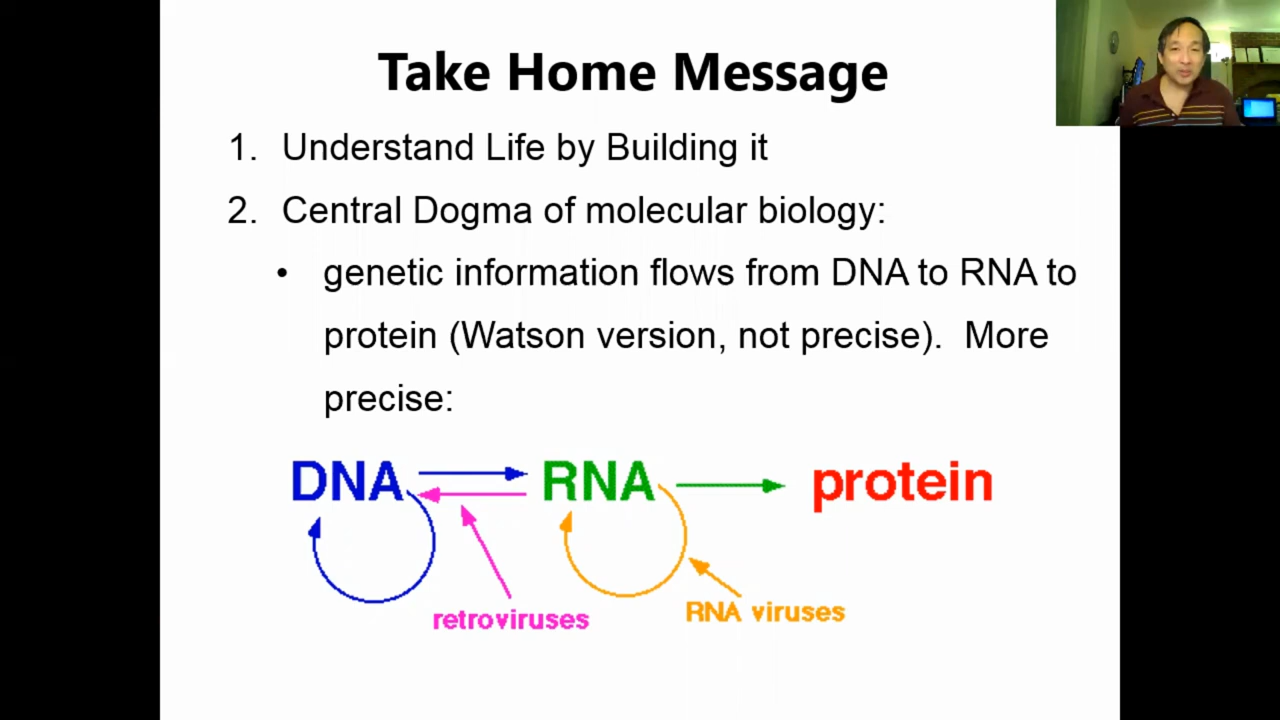 Take Home Message
1. Understand Life by Building it
2. Central Dogma of molecular biology:
• genetic information flows from DNA to RNA to
protein (Watson version, not precise).  More
precise:
DNA RNA protein
retroviruses RNA viruses